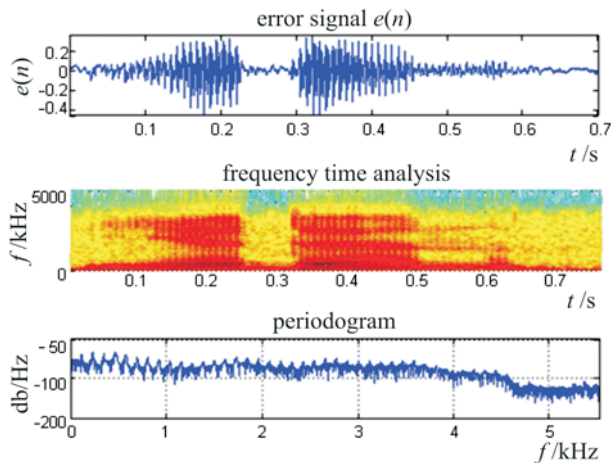 error signal e(n)
e(n)
0.2
0
-0.2
-0.4
0.1 0.2 0.3 0.4 0.5 0.6 0.7
t /s
frequency time analysis
f /kHz
5000
0
0.1 0.2 0.3 0.4 0.5 0.6 0.7
t /s
periodogram
db/Hz
-50
-100
-200
0 1 2 3 4 5
f /kHz